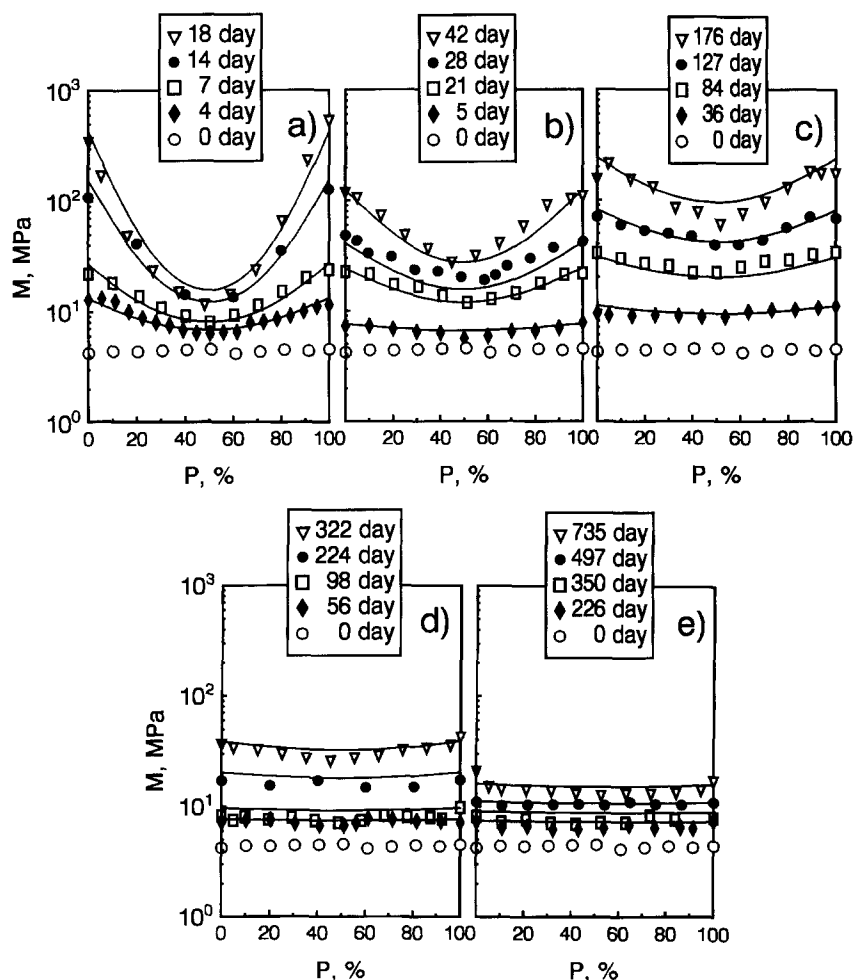 ▽ 18 day
● 14 day
□ 7 day
♦ 4 day
○ 0 day
▽ 42 day
● 28 day
□ 21 day
♦ 5 day
○ 0 day
▽ 176 day
● 127 day
□ 84 day
♦ 36 day
○ 0 day
a)
b)
c)
10³
10²
10¹
10⁰
M, MPa
0 20 40 60 80 100
0 20 40 60 80 100
0 20 40 60 80 100
P, %
P, %
P, %
▽ 322 day
● 224 day
□ 98 day
♦ 56 day
○ 0 day
▽ 735 day
● 497 day
□ 350 day
♦ 226 day
○ 0 day
d)
e)
10³
10²
10¹
10⁰
M, MPa
0 20 40 60 80 100
0 20 40 60 80 100
P, %
P, %